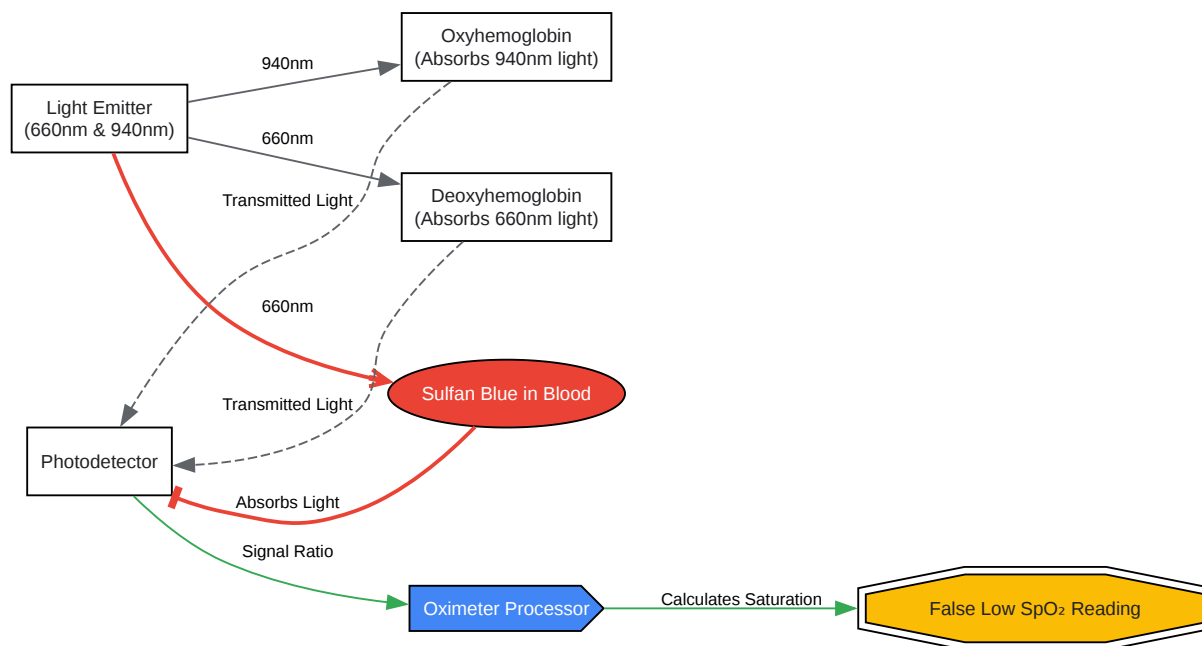 Oxyhemoglobin
(Absorbs 940nm light)
940nm
Light Emitter
(660nm & 940nm)
660nm
Deoxyhemoglobin
(Absorbs 660nm light)
Transmitted Light
660nm
Sulfan Blue in Blood
Transmitted Light
Photodetector
Absorbs Light
Signal Ratio
Oximeter Processor
Calculates Saturation
False Low SpO₂ Reading